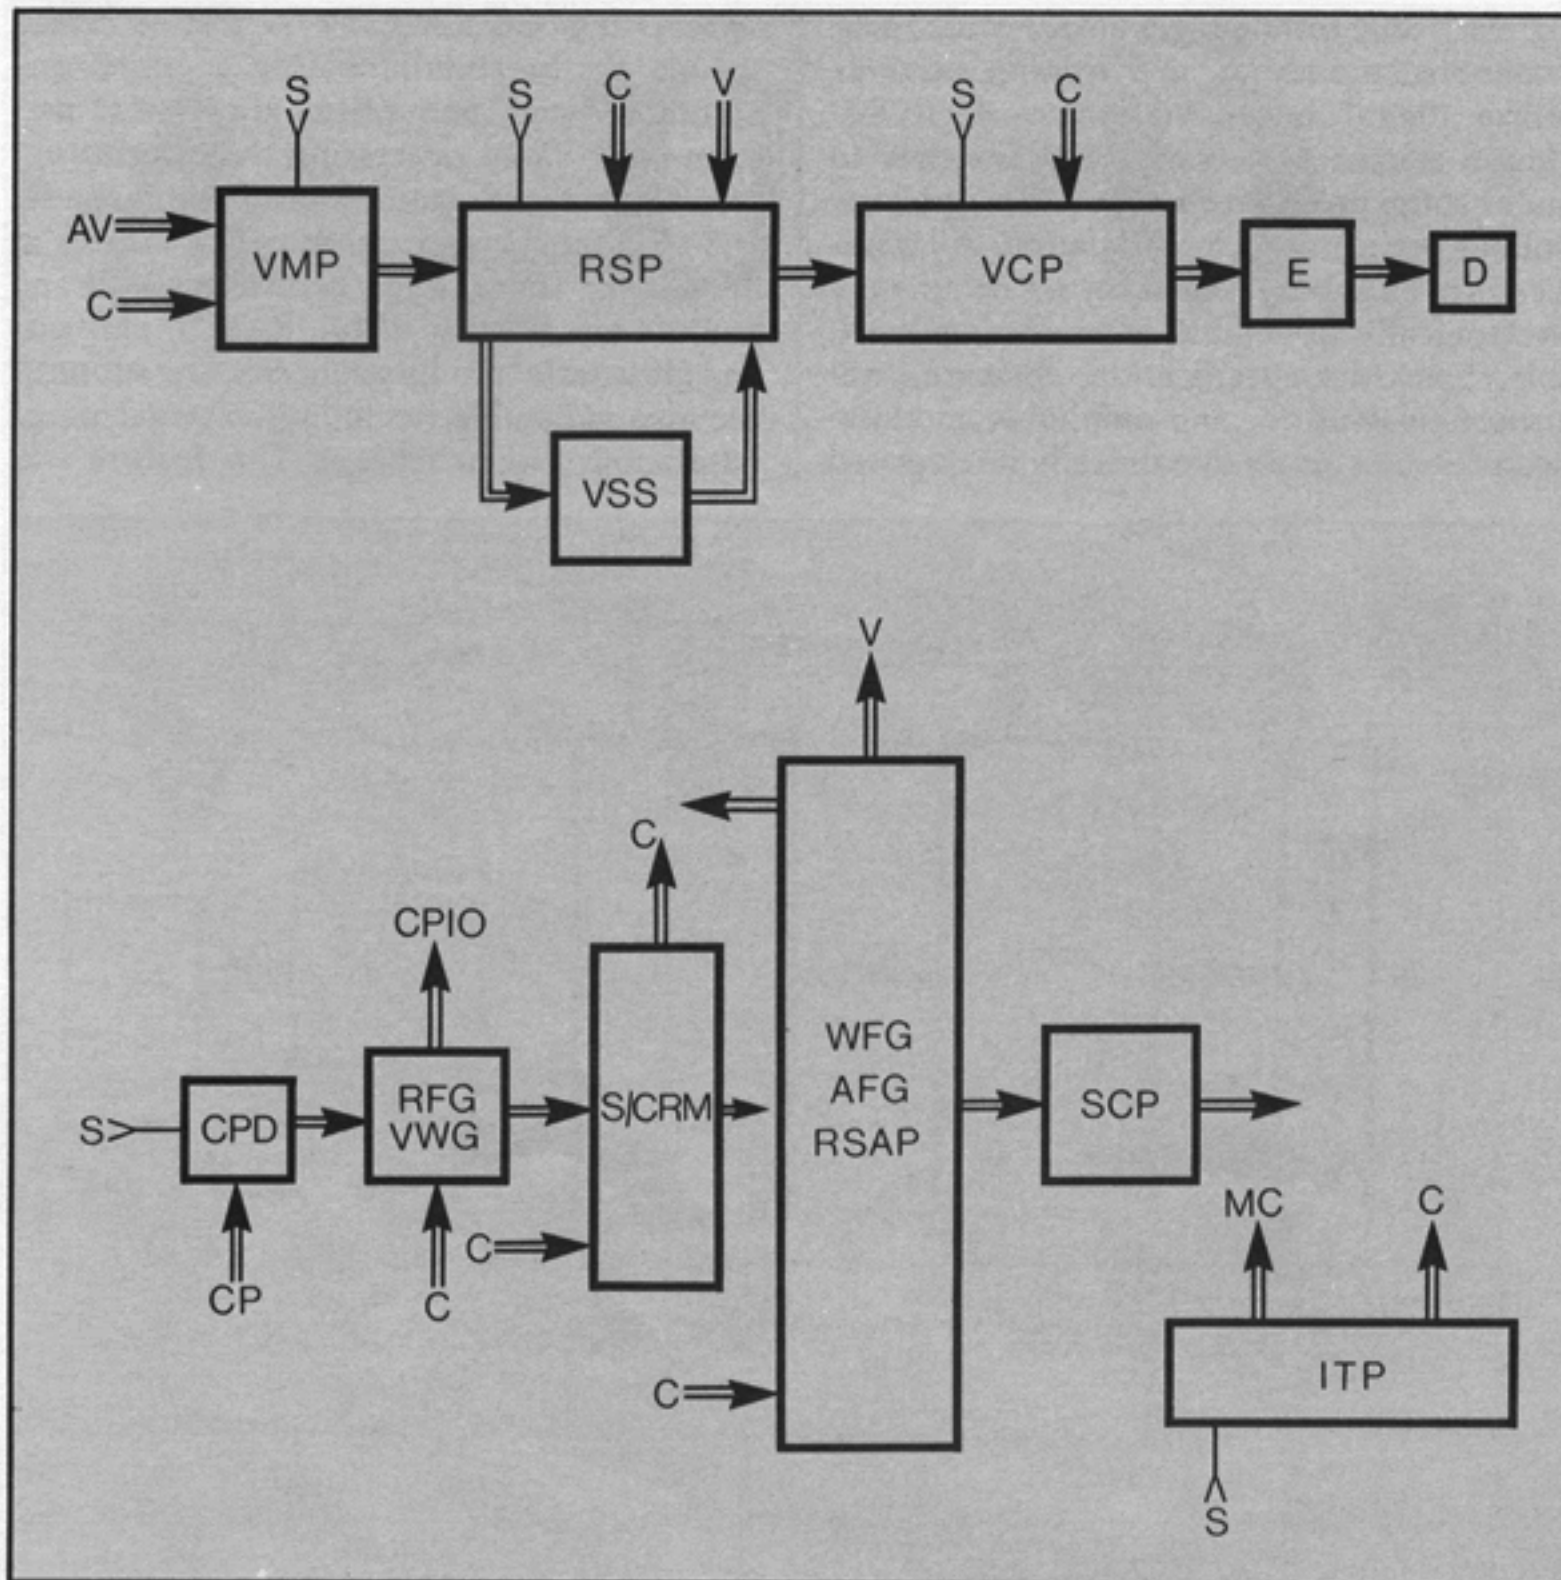 S S C V S C
AV
VMP RSP VCP E D
C
VSS
V
C
CPIO
WFG
RFG S/CRM AFG SCP
VWG RSAP
S CPD
MC C
C
CP C
C ITP
S